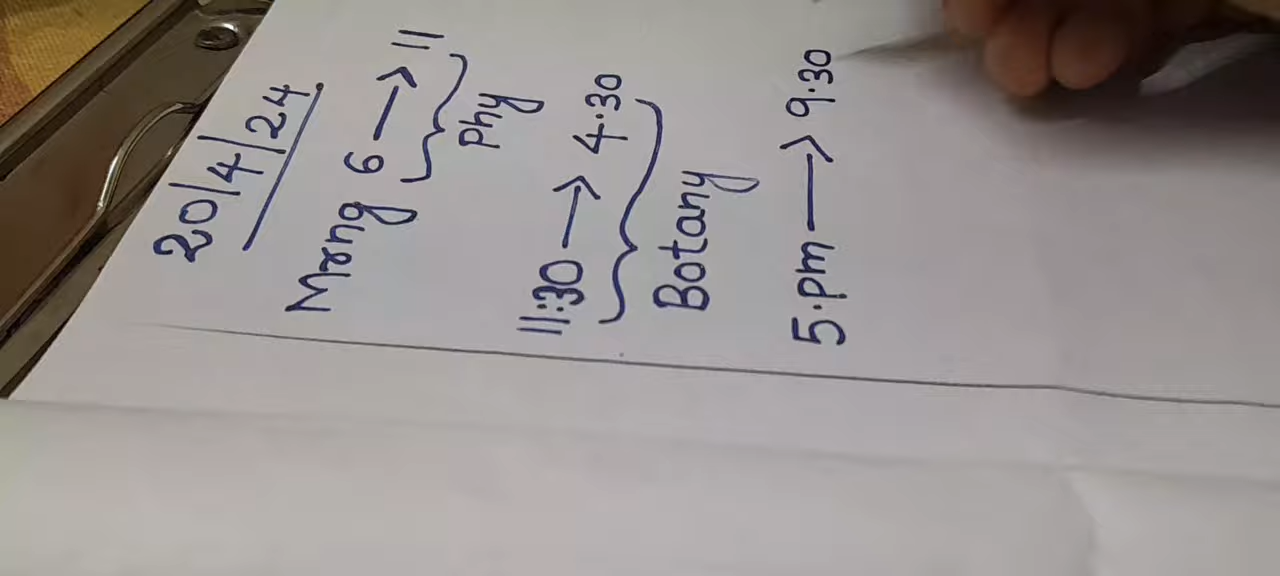 20/4/24
Mrng 6 → 11
Phy
11:30 → 4.30
Botany
5.pm → 9.30